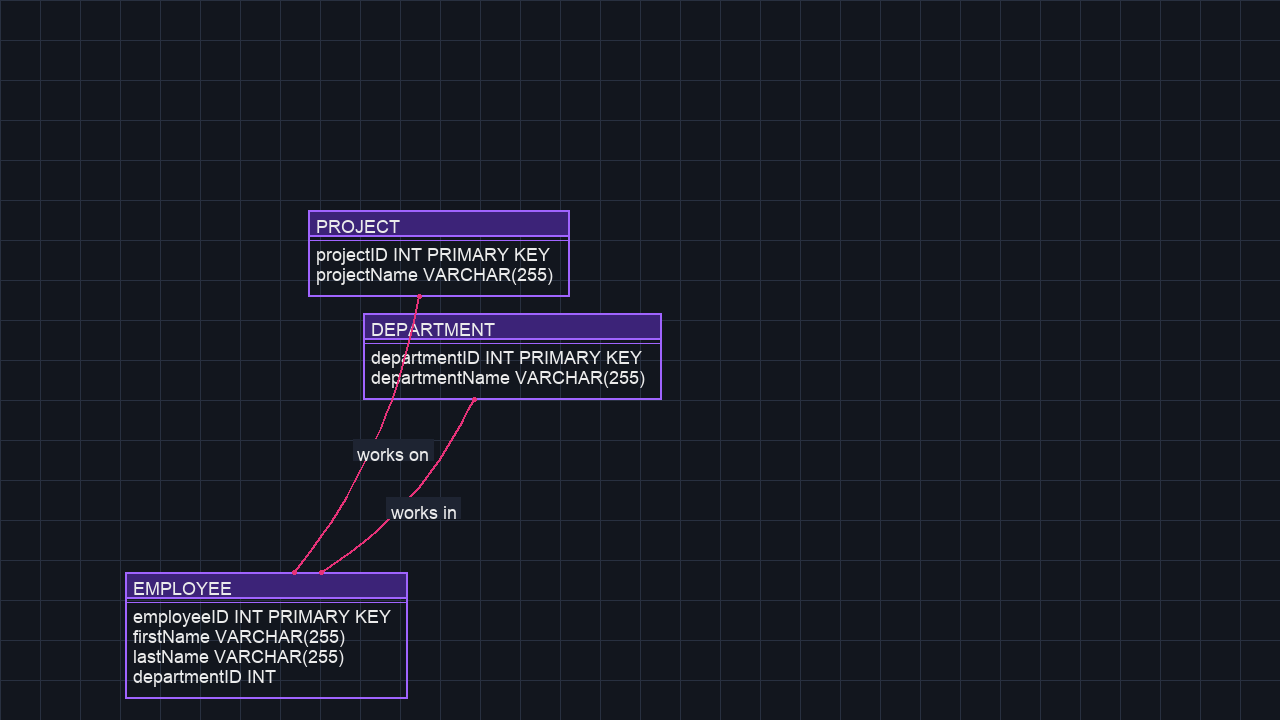 PROJECT
projectID INT PRIMARY KEY
projectName VARCHAR(255)
DEPARTMENT
departmentID INT PRIMARY KEY
departmentName VARCHAR(255)
works on
works in
EMPLOYEE
employeeID INT PRIMARY KEY
firstName VARCHAR(255)
lastName VARCHAR(255)
departmentID INT